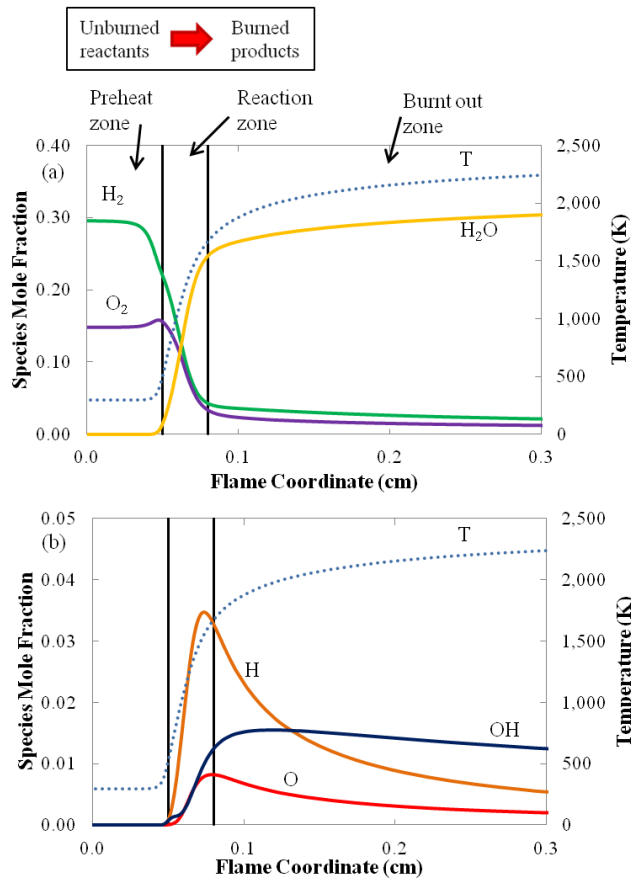 Unburned Burned
reactants products
Preheat Reaction Burnt out
zone zone zone
0.40 2,500
(a) T
H₂ 2,000
0.30
H₂O
1,500
0.20
O₂ 1,000
0.10
500
0.00 0
0.0 0.1 0.2 0.3
Species Mole Fraction
Temperature (K)
Flame Coordinate (cm)
0.05 2,500
(b) T
0.04 2,000
0.03 1,500
H
0.02 1,000
OH
0.01 500
O
0.00 0
0.0 0.1 0.2 0.3
Species Mole Fraction
Temperature (K)
Flame Coordinate (cm)